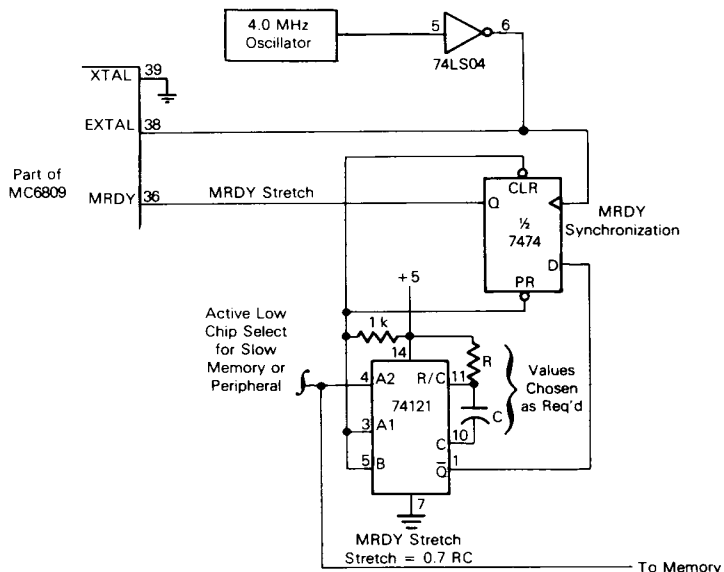 4.0 MHz
Oscillator
5
6
74LS04
XTAL
39
EXTAL
38
Part of
MC6809
MRDY
36
MRDY Stretch
CLR
Q
½
7474
D
PR
MRDY
Synchronization
+5
Active Low
Chip Select
for Slow
Memory or
Peripheral
1 k
14
R
4
A2
R/C
11
74121
Values
Chosen
as Req'd
C
3
A1
10
C
5
B
Q̅
1
7
MRDY Stretch
Stretch = 0.7 RC
To Memory